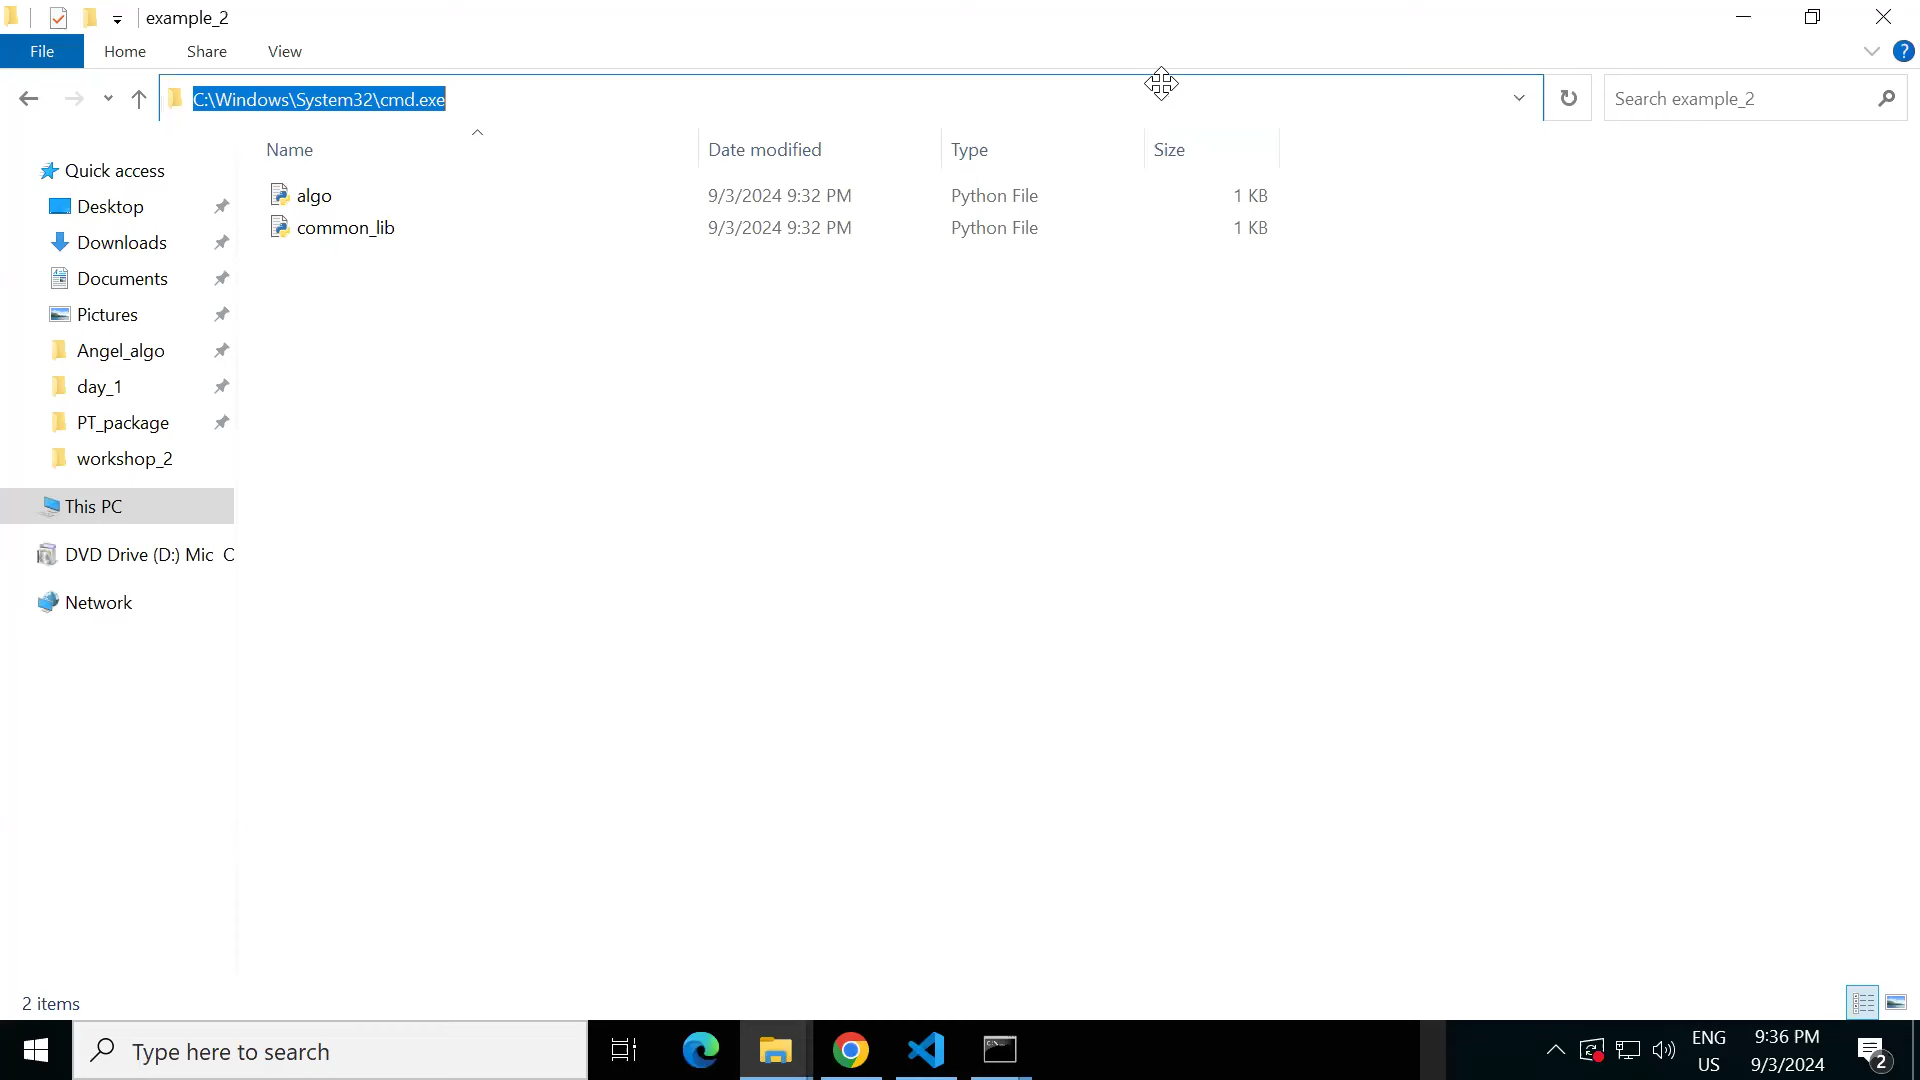 example_2
File Home Share View
C:\Windows\System32\cmd.exe
Search example_2
Name Date modified Type Size
algo 9/3/2024 9:32 PM Python File 1 KB
common_lib 9/3/2024 9:32 PM Python File 1 KB
Quick access
Desktop
Downloads
Documents
Pictures
Angel_algo
day_1
PT_package
workshop_2
This PC
DVD Drive (D:) Mic C
Network
2 items
Type here to search
ENG
US
9:36 PM
9/3/2024
2